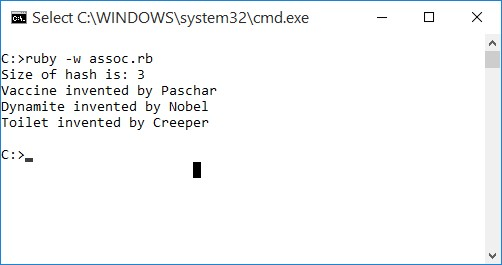 Select C:\WINDOWS\system32\cmd.exe
C:>ruby -w assoc.rb
Size of hash is: 3
Vaccine invented by Paschar
Dynamite invented by Nobel
Toilet invented by Creeper
C:>